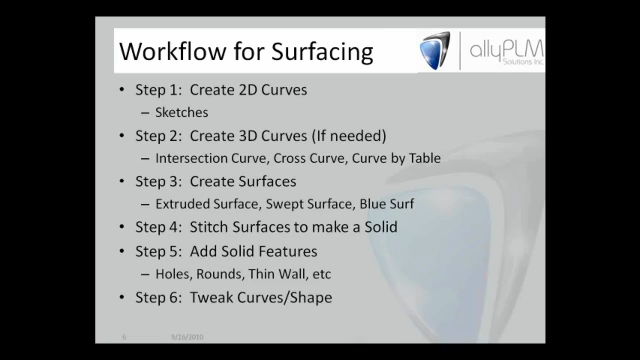 Workflow for Surfacing
allyPLM
Solutions Inc.
• Step 1: Create 2D Curves
– Sketches
• Step 2: Create 3D Curves (If needed)
– Intersection Curve, Cross Curve, Curve by Table
• Step 3: Create Surfaces
– Extruded Surface, Swept Surface, Blue Surf
• Step 4: Stitch Surfaces to make a Solid
• Step 5: Add Solid Features
– Holes, Rounds, Thin Wall, etc
• Step 6: Tweak Curves/Shape